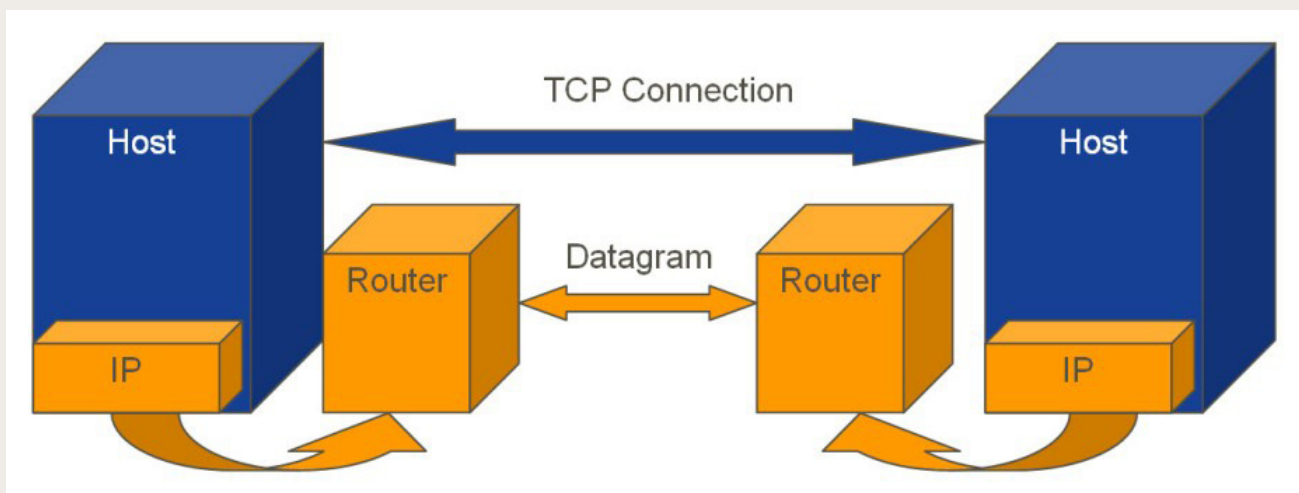 TCP Connection
Host
Host
Datagram
Router
Router
IP
IP